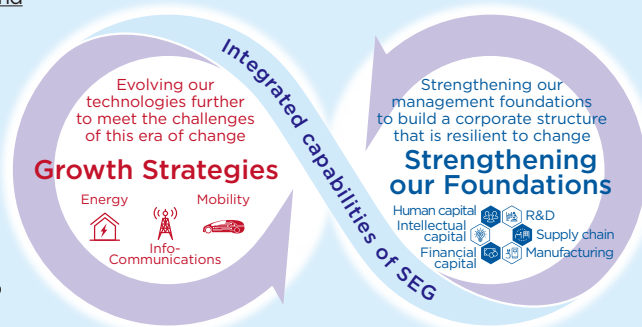 Evolving our
technologies further
to meet the challenges
of this era of change
Growth Strategies
Energy
Mobility
Info-
Communications
Integrated capabilities of SEG
Strengthening our
management foundations
to build a corporate structure
that is resilient to change
Strengthening
our Foundations
Human capital
R&D
Intellectual
capital
Supply chain
Financial
capital
Manufacturing